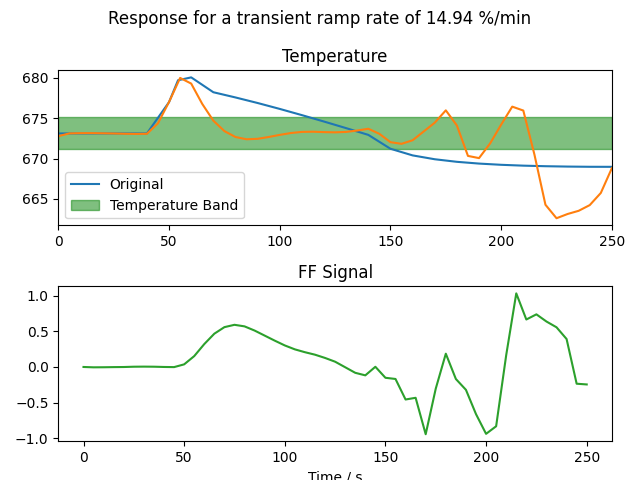 Response for a transient ramp rate of 14.94 %/min
Temperature
680
675
670
665
Original
Temperature Band
0 50 100 150 200 250
FF Signal
1.0
0.5
0.0
−0.5
−1.0
0 50 100 150 200 250
Time / s